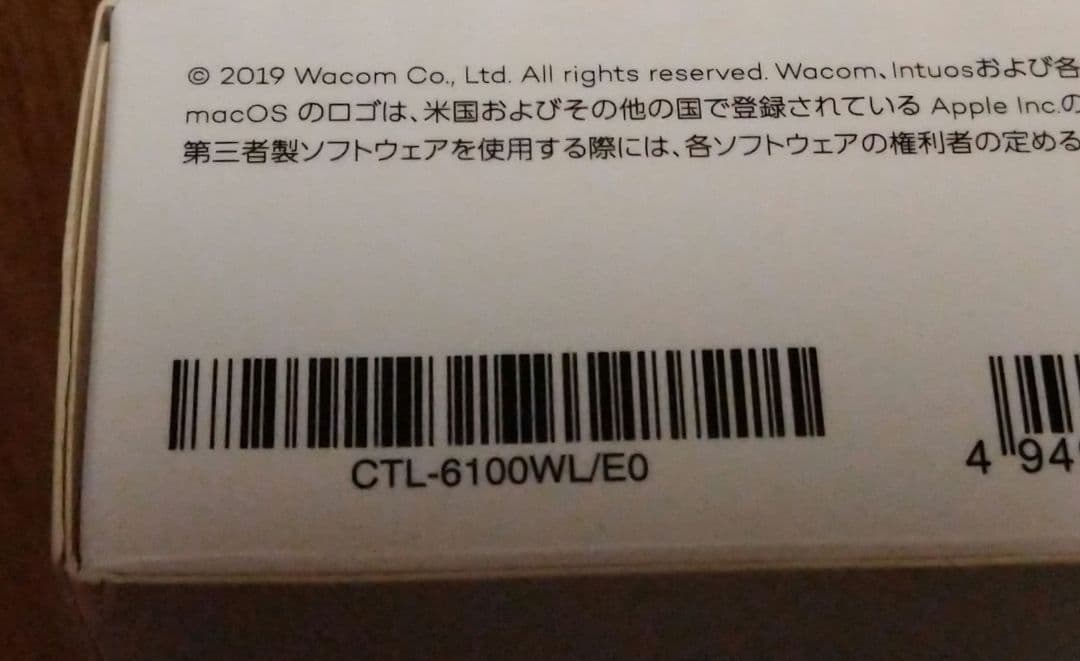 © 2019 Wacom Co., Ltd. All rights reserved. Wacom、Intuosおよび各
macOS のロゴは、米国およびその他の国で登録されている Apple Inc.の
第三者製ソフトウェアを使用する際には、各ソフトウェアの権利者の定める
CTL-6100WL/E0
4 94